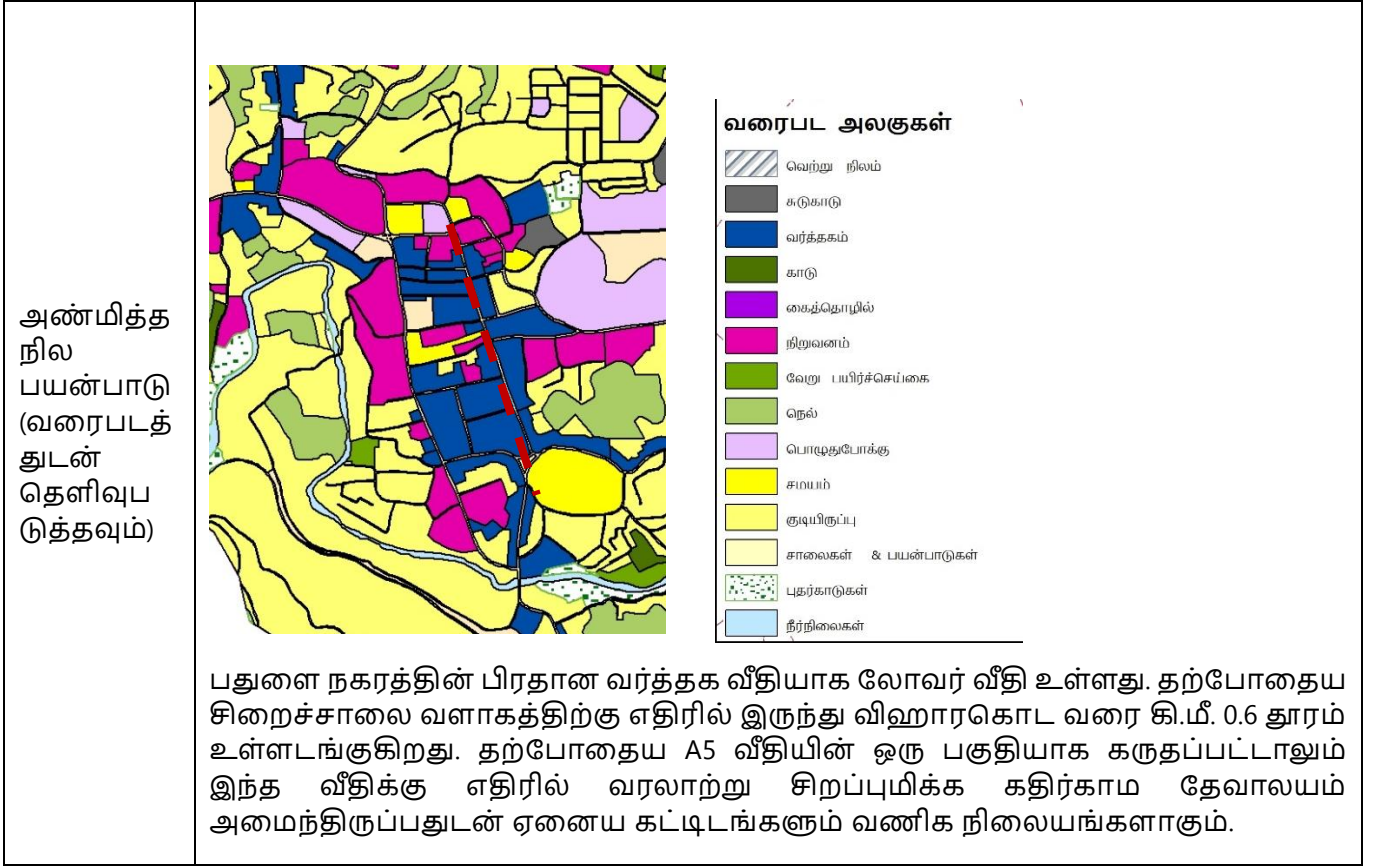 அண்மித்த
நில
பயன்பாடு
(வரைபடத்
துடன்
தெளிவுப
டுத்தவும்)
வரைபட அலகுகள்
வெற்று நிலம்
சுடுகாடு
வர்த்தகம்
காடு
கைத்தொழில்
நிறுவனம்
வேறு பயிர்ச்செய்கை
நெல்
பொழுதுபோக்கு
சமயம்
குடியிருப்பு
சாலைகள் & பயன்பாடுகள்
புதர்காடுகள்
நீர்நிலைகள்
பதுளை நகரத்தின் பிரதான வர்த்தக வீதியாக லோவர் வீதி உள்ளது. தற்போதைய
சிறைச்சாலை வளாகத்திற்கு எதிரில் இருந்து விஹாரகொட வரை கி.மீ. 0.6 தூரம்
உள்ளடங்குகிறது. தற்போதைய A5 வீதியின் ஒரு பகுதியாக கருதப்பட்டாலும்
இந்த வீதிக்கு எதிரில் வரலாற்று சிறப்புமிக்க கதிர்காம தேவாலயம்
அமைந்திருப்பதுடன் ஏனைய கட்டிடங்களும் வணிக நிலையங்களாகும்.